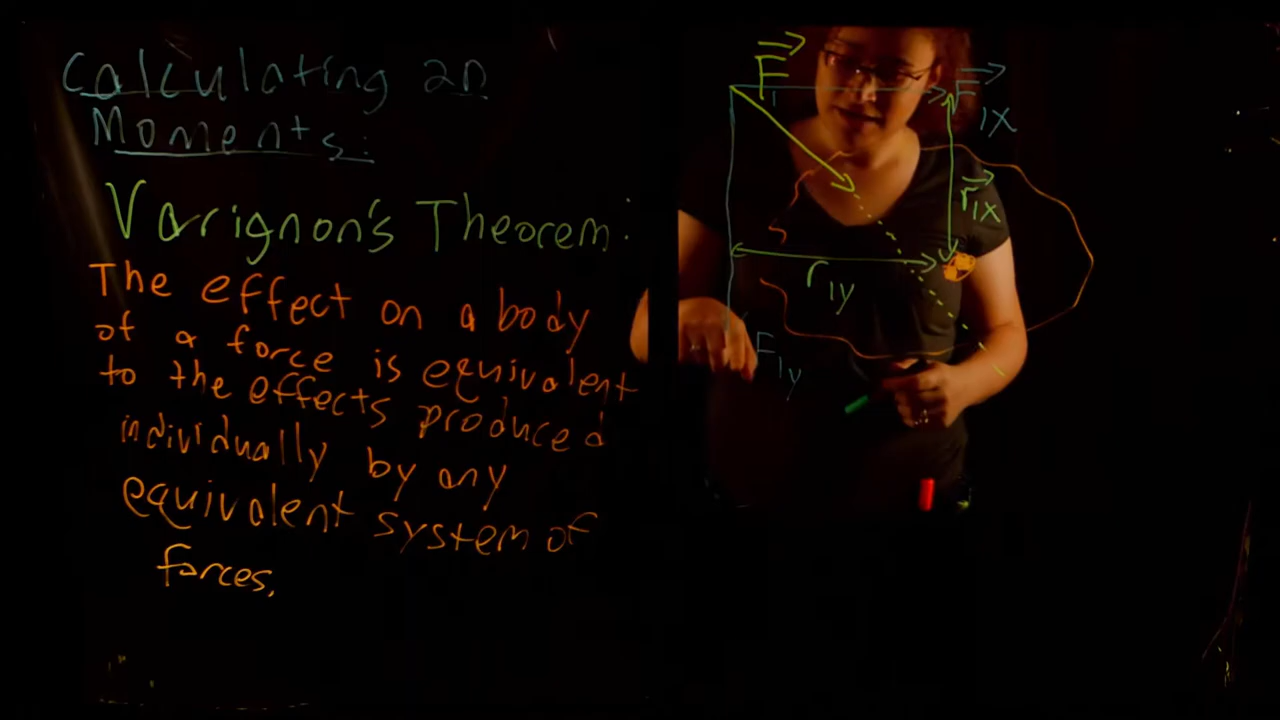 Calculating 2D
Moments:
Varignon's Theorem:
The effect on a body
of a force is equivalent
to the effects produced
individually by any
equivalent system of
forces.
F1
F1X
r1X
r1y
F1y